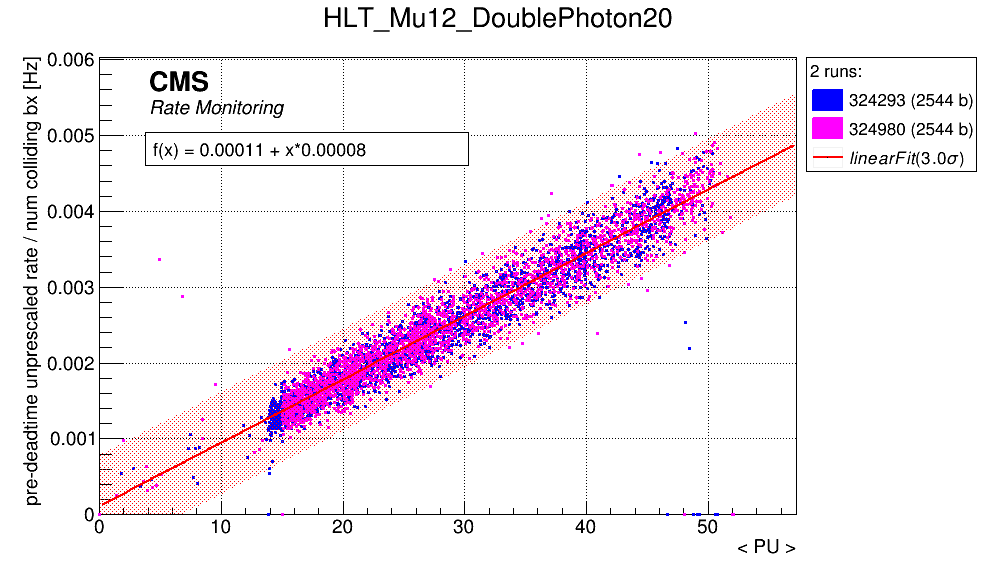 HLT_Mu12_DoublePhoton20
pre-deadtime unprescaled rate / num colliding bx [Hz]
0.006
0.005
0.004
0.003
0.002
0.001
0
CMS
Rate Monitoring
f(x) = 0.00011 + x*0.00008
2 runs:
324293 (2544 b)
324980 (2544 b)
linearFit(3.0σ)
0 10 20 30 40 50
< PU >